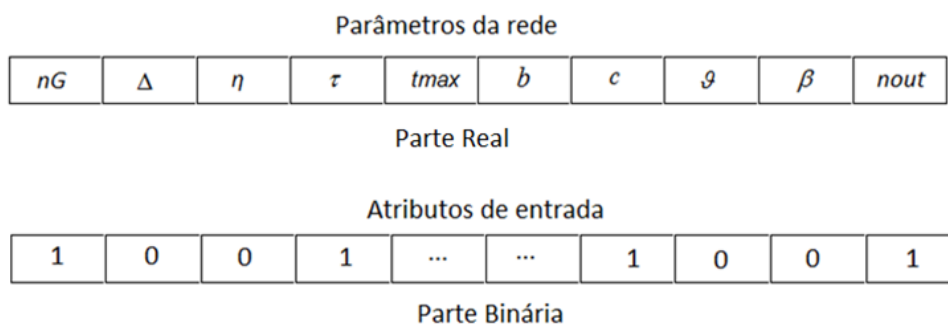 Parâmetros da rede
nG Δ η τ tmax b c ϑ β nout
Parte Real
Atributos de entrada
1 0 0 1 ... ... 1 0 0 1
Parte Binária